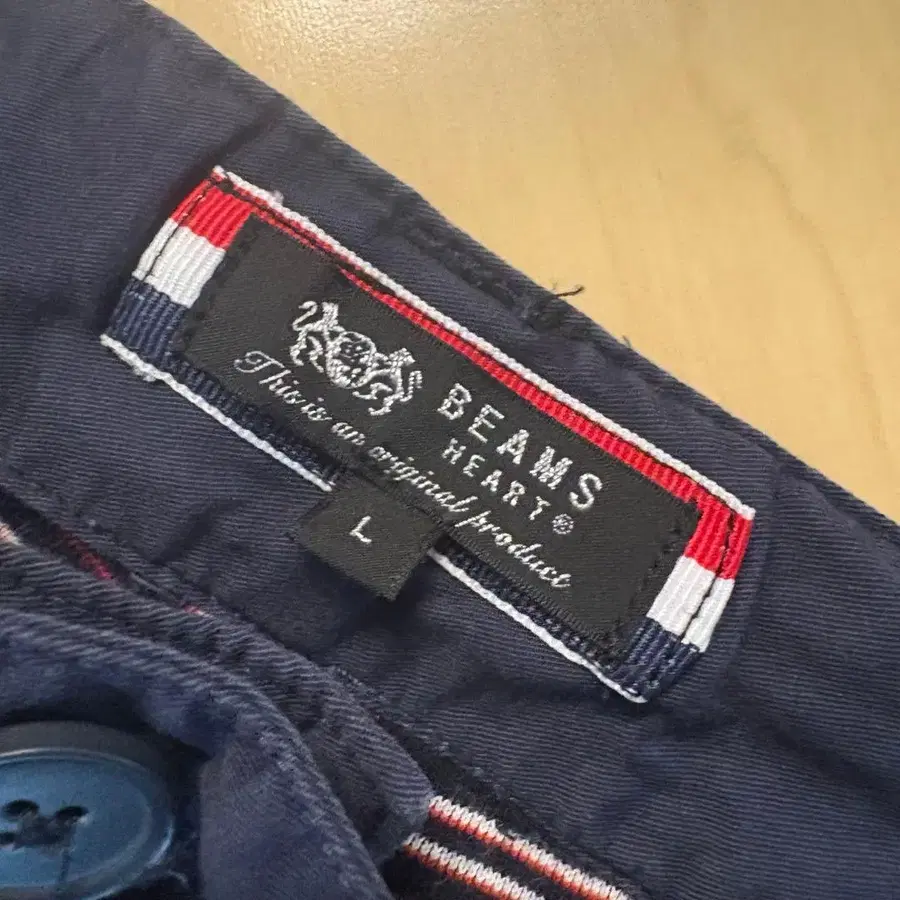 BEAMS
HEART®
This is an original product
L